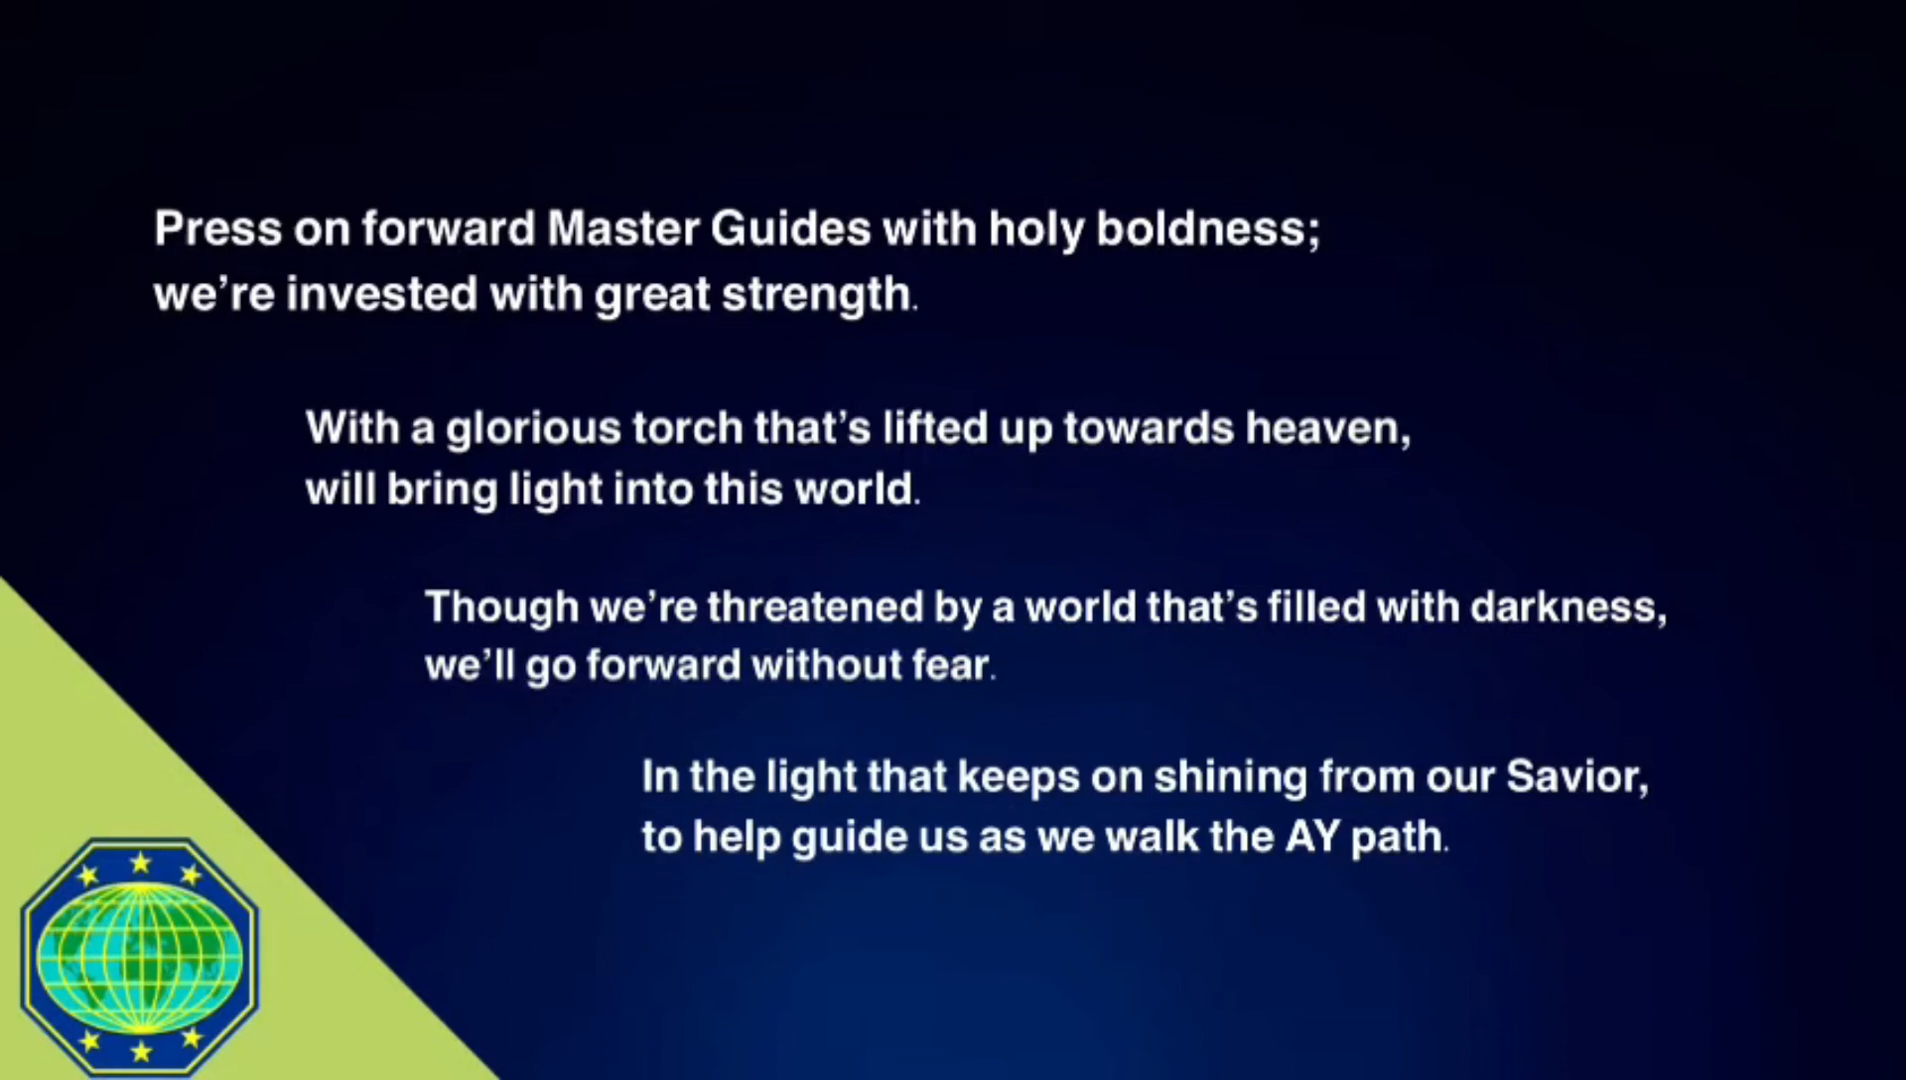 Press on forward Master Guides with holy boldness;
we’re invested with great strength.
With a glorious torch that’s lifted up towards heaven,
will bring light into this world.
Though we’re threatened by a world that’s filled with darkness,
we’ll go forward without fear.
In the light that keeps on shining from our Savior,
to help guide us as we walk the AY path.